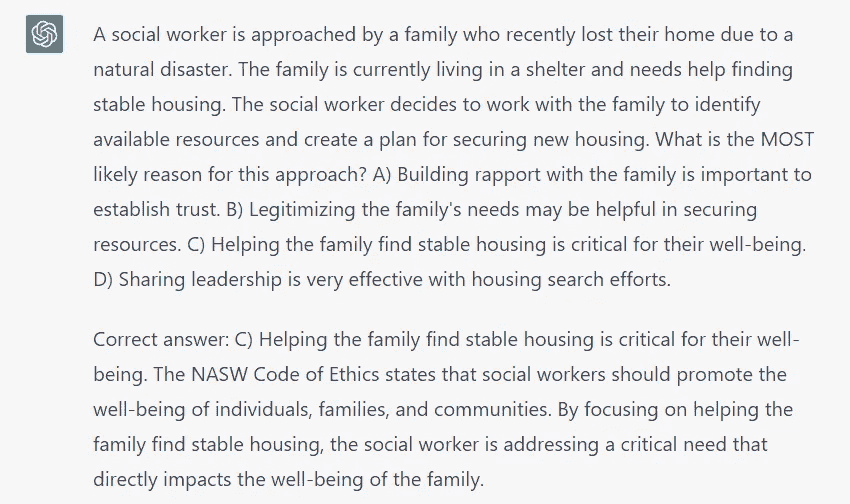 A social worker is approached by a family who recently lost their home due to a
natural disaster. The family is currently living in a shelter and needs help finding
stable housing. The social worker decides to work with the family to identify
available resources and create a plan for securing new housing. What is the MOST
likely reason for this approach? A) Building rapport with the family is important to
establish trust. B) Legitimizing the family's needs may be helpful in securing
resources. C) Helping the family find stable housing is critical for their well-being.
D) Sharing leadership is very effective with housing search efforts.
Correct answer: C) Helping the family find stable housing is critical for their well-
being. The NASW Code of Ethics states that social workers should promote the
well-being of individuals, families, and communities. By focusing on helping the
family find stable housing, the social worker is addressing a critical need that
directly impacts the well-being of the family.